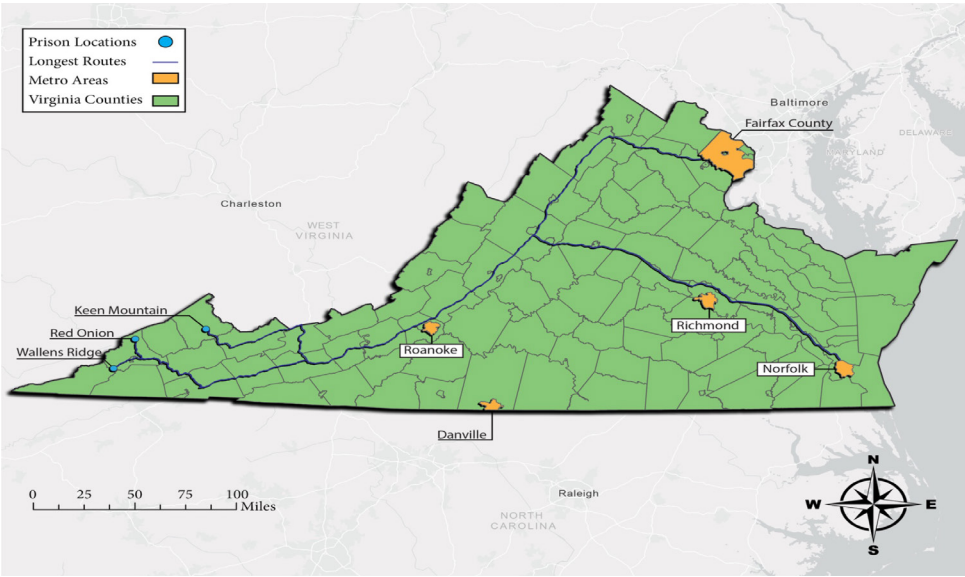 Prison Locations
Longest Routes
Metro Areas
Virginia Counties
Baltimore
Fairfax County
DELAWARE
MARYLAND
Charleston
WEST
VIRGINIA
Keen Mountain
Red Onion
Wallens Ridge
Roanoke
Richmond
Norfolk
Danville
0 25 50 75 100
Miles
Raleigh
NORTH
CAROLINA
N
W E
S